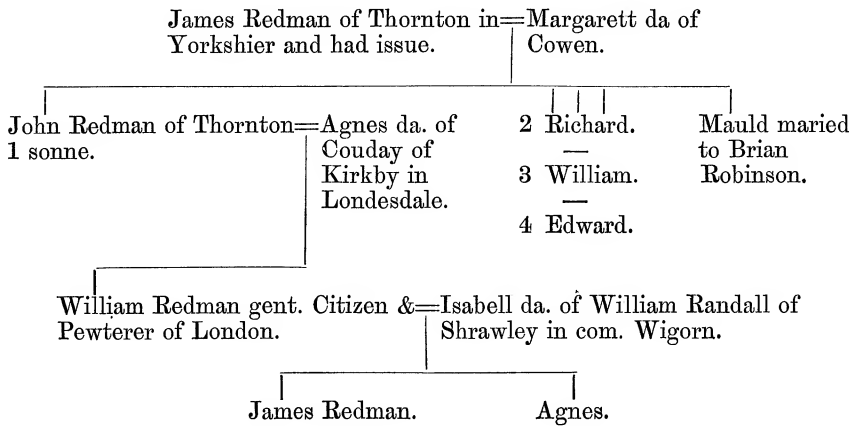 James Redman of Thornton in=Margarett da of
Yorkshier and had issue. Cowen.
John Redman of Thornton=Agnes da. of
1 sonne. Couday of
Kirkby in
Londesdale.
2 Richard.
—
3 William.
—
4 Edward.
Mauld maried
to Brian
Robinson.
William Redman gent. Citizen &=Isabell da. of William Randall of
Pewterer of London. Shrawley in com. Wigorn.
James Redman. Agnes.